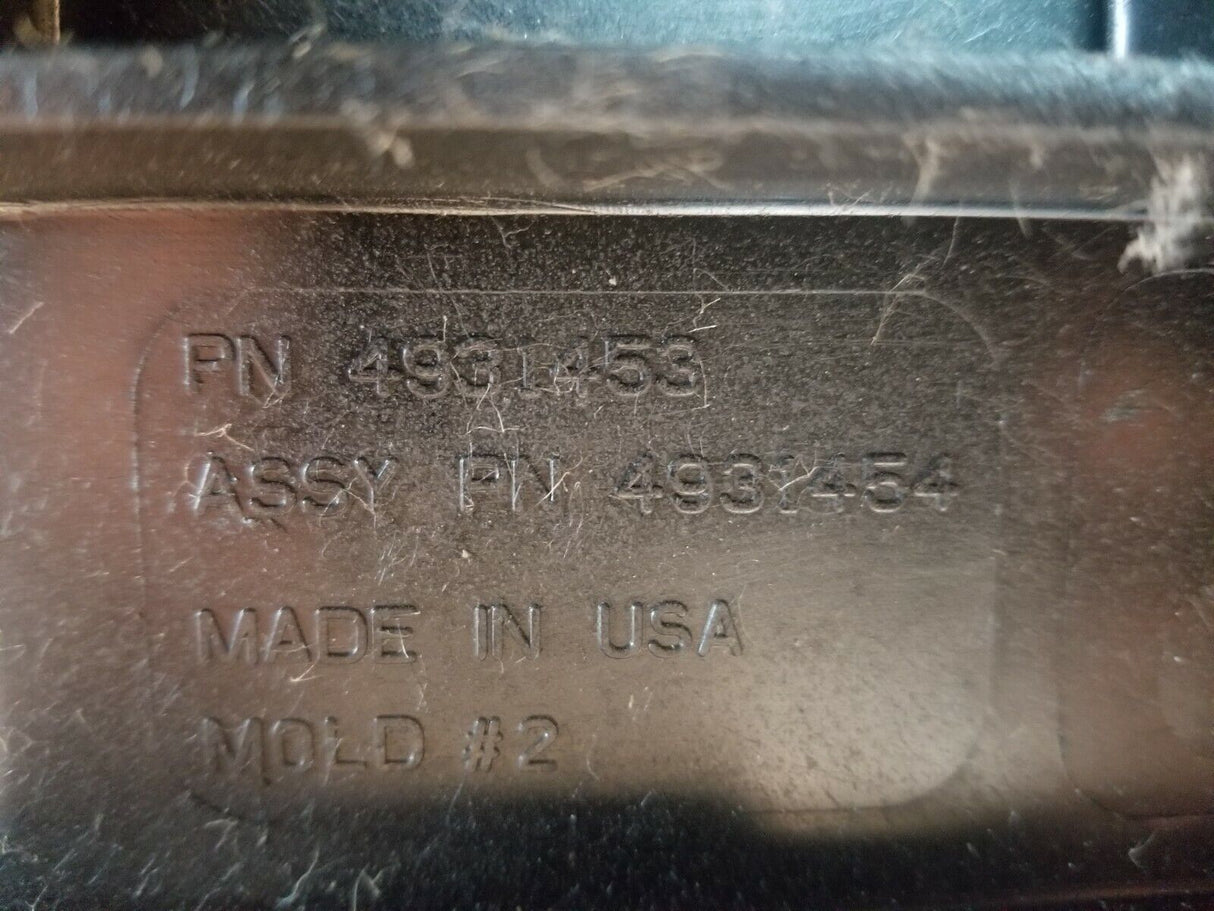 PN 4931453
ASSY PN 4931454
MADE IN USA
MOLD #2